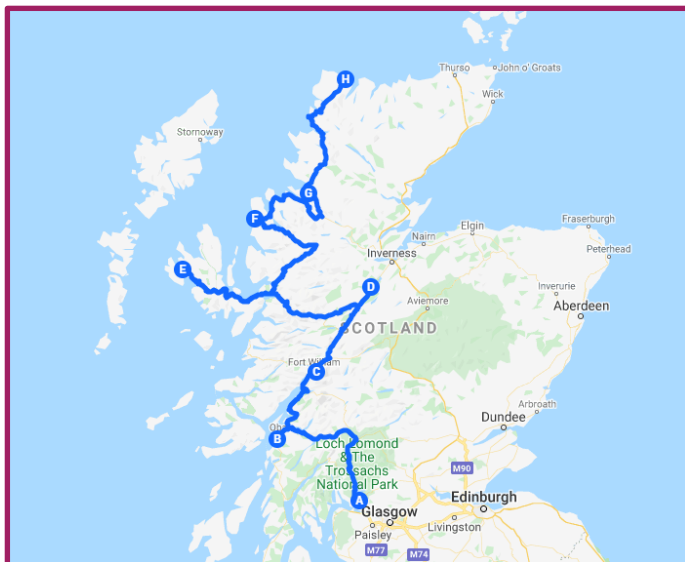 H
Thurso
John o' Groats
Wick
Stornoway
G
F
E
Elgin
Fraserburgh
Nairn
Peterhead
Inverness
D
Inverurie
Aviemore
Aberdeen
SCOTLAND
Fort William
C
Arbroath
Dundee
B
Loch Lomond
& The
Trossachs
National Park
M90
A
Edinburgh
Glasgow
Livingston
Paisley
M77
M74